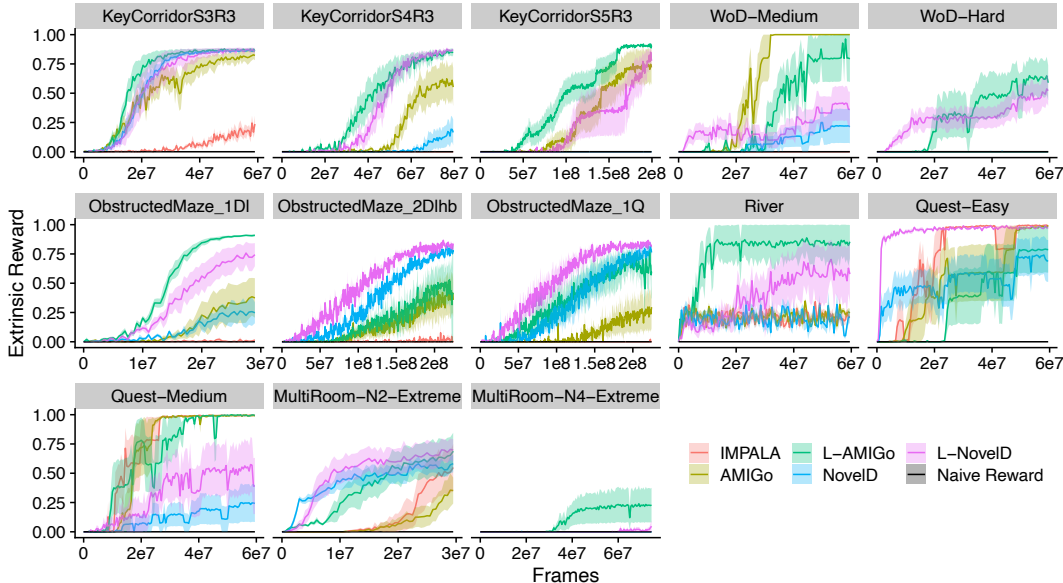 KeyCorridorS3R3 KeyCorridorS4R3 KeyCorridorS5R3 WoD−Medium WoD−Hard
1.00
0.75
0.50
0.25
0.00
0 2e7 4e7 6e7 0 2e7 4e7 6e7 8e7 0 5e7 1e8 1.5e8 2e8 0 2e7 4e7 6e7 0 2e7 4e7 6e7
ObstructedMaze_1Dl ObstructedMaze_2Dlhb ObstructedMaze_1Q River Quest−Easy
Extrinsic Reward
1.00
0.75
0.50
0.25
0.00
0 1e7 2e7 3e7 0 5e7 1e8 1.5e8 2e8 0 5e7 1e8 1.5e8 2e8 0 2e7 4e7 6e7 0 2e7 4e7 6e7
Quest−Medium MultiRoom−N2−Extreme MultiRoom−N4−Extreme
1.00
0.75
0.50
0.25
0.00
0 2e7 4e7 6e7 0 1e7 2e7 3e7 0 2e7 4e7 6e7
IMPALA L−AMIGo L−NovelD
AMIGo NovelD Naive Reward
Frames